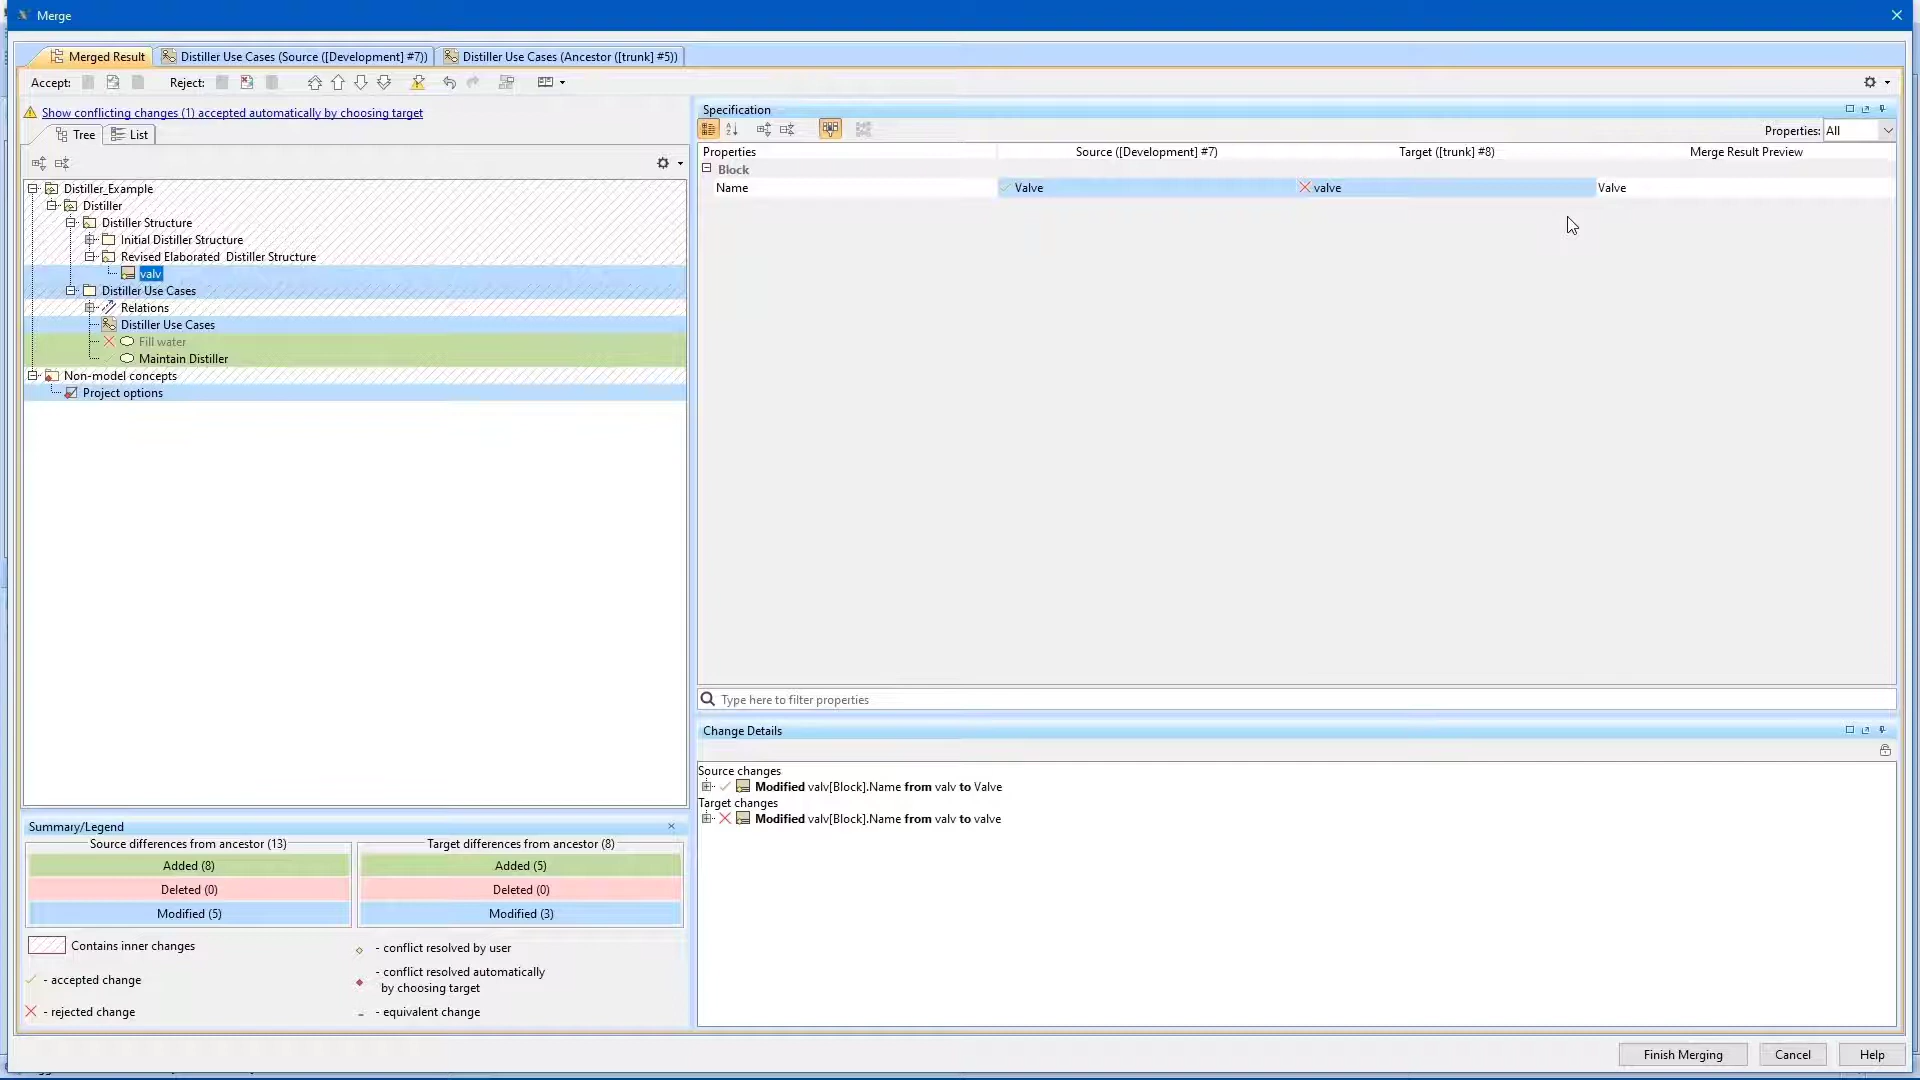 Merge
Merged Result
Distiller Use Cases (Source ([Development] #7))
Distiller Use Cases (Ancestor ([trunk] #5))
Accept:
Reject:
Show conflicting changes (1) accepted automatically by choosing target
Tree
List
Distiller_Example
Distiller
Distiller Structure
Initial Distiller Structure
Revised Elaborated  Distiller Structure
valv
Distiller Use Cases
Relations
Distiller Use Cases
Fill water
Maintain Distiller
Non-model concepts
Project options
Summary/Legend
Source differences from ancestor (13)
Added (8)
Deleted (0)
Modified (5)
Target differences from ancestor (8)
Added (5)
Deleted (0)
Modified (3)
Contains inner changes
- accepted change
- rejected change
- conflict resolved by user
- conflict resolved automatically
by choosing target
- equivalent change
Specification
Properties: All
Properties
Source ([Development] #7)
Target ([trunk] #8)
Merge Result Preview
Block
Name
Valve
valve
Valve
Type here to filter properties
Change Details
Source changes
Modified valv[Block].Name from valv to Valve
Target changes
Modified valv[Block].Name from valv to valve
Finish Merging
Cancel
Help